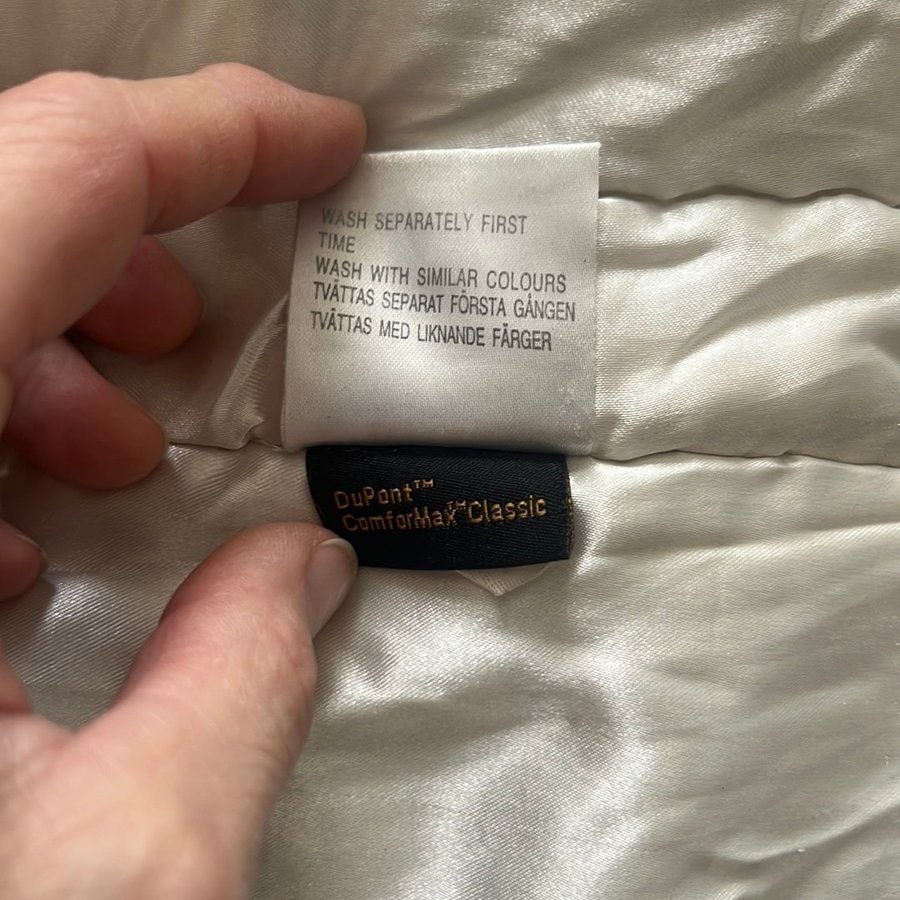 WASH SEPARATELY FIRST
TIME
WASH WITH SIMILAR COLOURS
TVÄTTAS SEPARAT FÖRSTA GÅNGEN
TVÄTTAS MED LIKNANDE FÄRGER
DuPont™
ComforMax™Classic